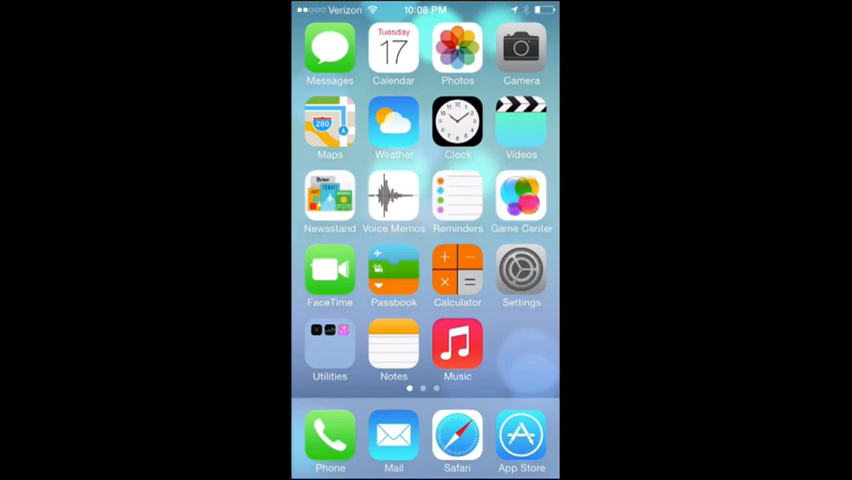 Verizon 10:08 PM
Tuesday
17
Messages Calendar Photos Camera
280
Maps Weather Clock Videos
Newsstand Voice Memos Reminders Game Center
FaceTime Passbook Calculator Settings
Utilities Notes Music
Phone Mail Safari App Store